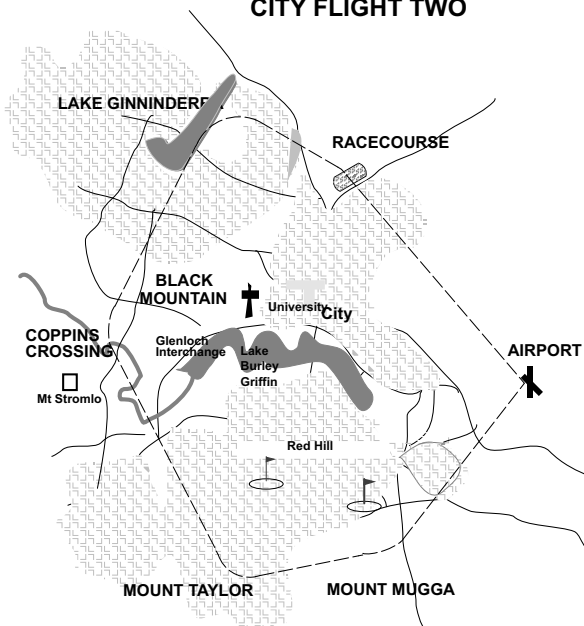 CITY FLIGHT TWO
LAKE GINNINDERRA
RACECOURSE
BLACK
MOUNTAIN
University
City
COPPINS
CROSSING
Glenloch
Interchange
Lake
Burley
Griffin
AIRPORT
Mt Stromlo
Red Hill
MOUNT TAYLOR
MOUNT MUGGA